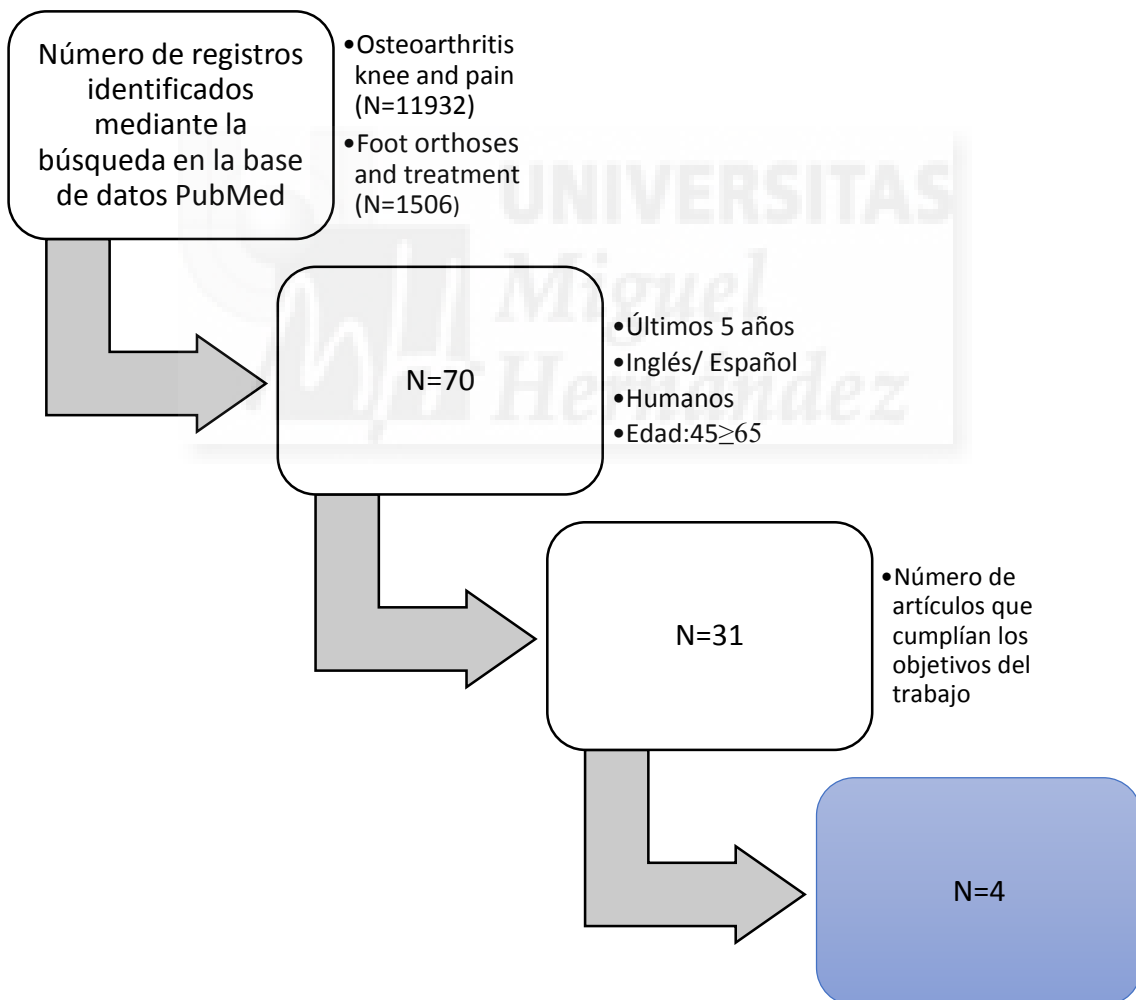 Número de registros
identificados
mediante la
búsqueda en la base
de datos PubMed
•Osteoarthritis
knee and pain
(N=11932)
•Foot orthoses
and treatment
(N=1506)
UNIVERSITAS
Miguel
Hernández
N=70
•Últimos 5 años
•Inglés/ Español
•Humanos
•Edad:45≥65
N=31
•Número de
artículos que
cumplían los
objetivos del
trabajo
N=4